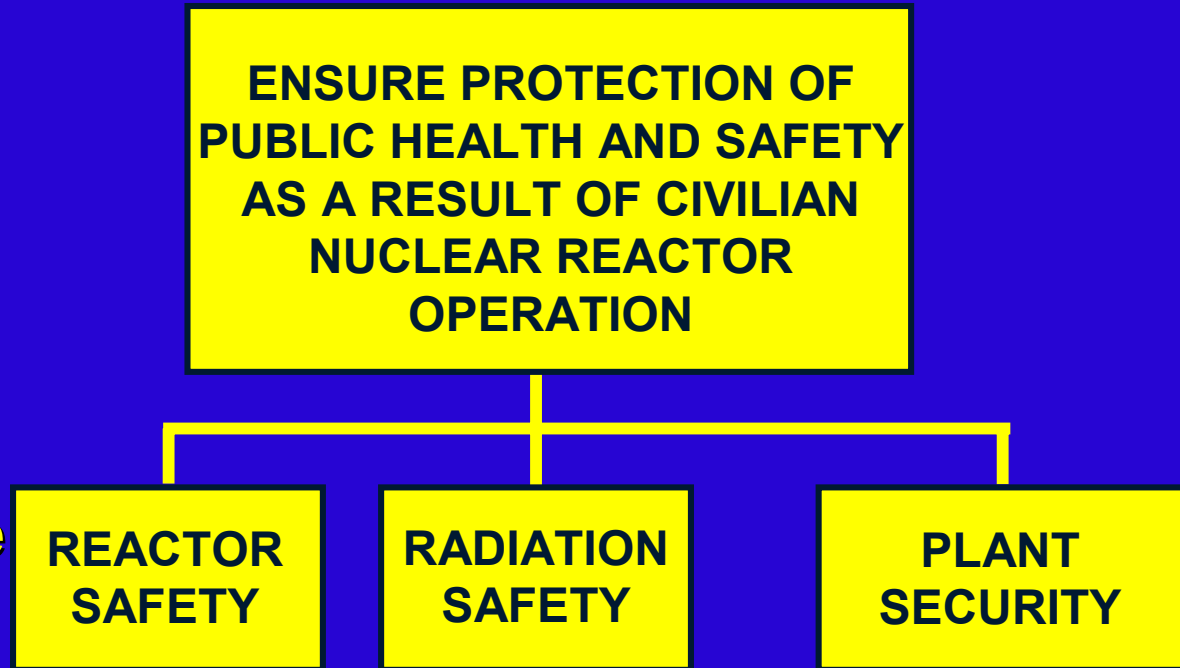 ENSURE PROTECTION OF
PUBLIC HEALTH AND SAFETY
AS A RESULT OF CIVILIAN
NUCLEAR REACTOR
OPERATION
REACTOR
SAFETY
RADIATION
SAFETY
PLANT
SECURITY